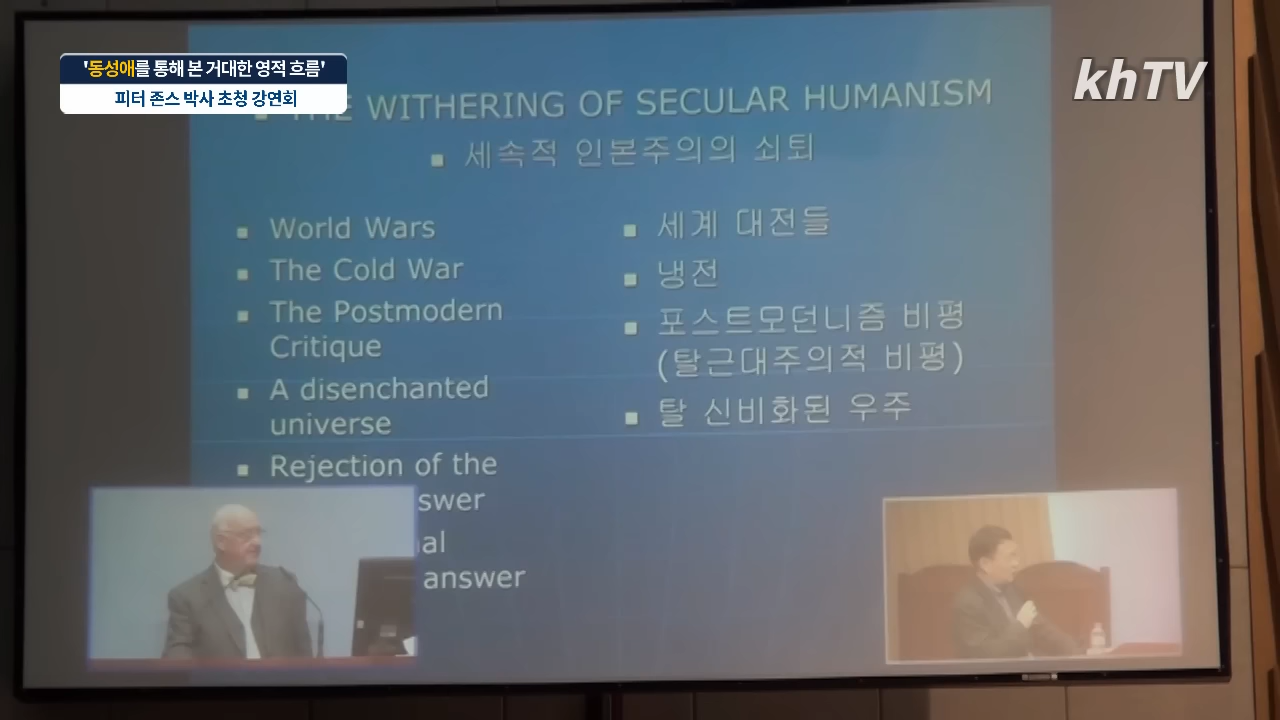 '동성애를 통해 본 거대한 영적 흐름'
피터 존스 박사 초청 강연회
khTV
THE WITHERING OF SECULAR HUMANISM
세속적 인본주의의 쇠퇴
World Wars
The Cold War
The Postmodern
Critique
A disenchanted
universe
Rejection of the
answer
세계 대전들
냉전
포스트모던니즘 비평
(탈근대주의적 비평)
탈 신비화된 우주